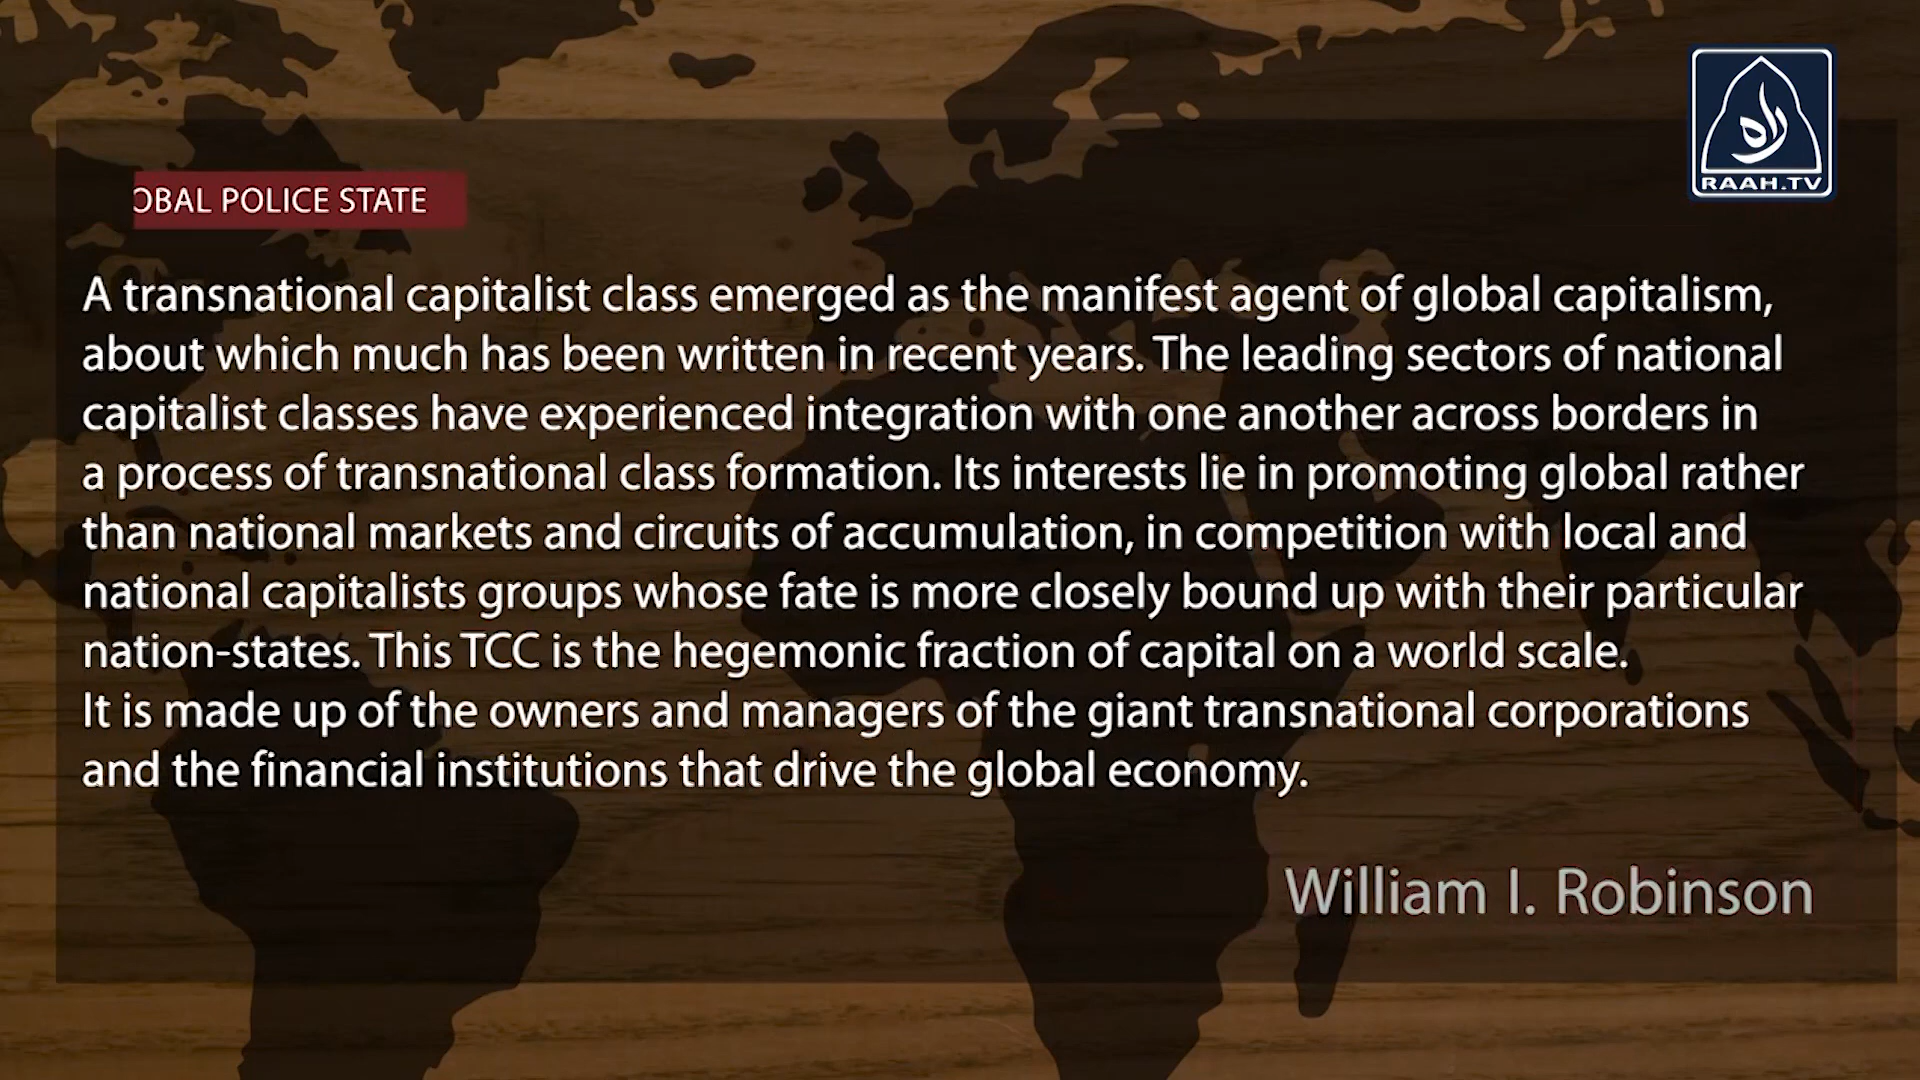 RAAH.TV
OBAL POLICE STATE
A transnational capitalist class emerged as the manifest agent of global capitalism,
about which much has been written in recent years. The leading sectors of national
capitalist classes have experienced integration with one another across borders in
a process of transnational class formation. Its interests lie in promoting global rather
than national markets and circuits of accumulation, in competition with local and
national capitalists groups whose fate is more closely bound up with their particular
nation-states. This TCC is the hegemonic fraction of capital on a world scale.
It is made up of the owners and managers of the giant transnational corporations
and the financial institutions that drive the global economy.
William I. Robinson